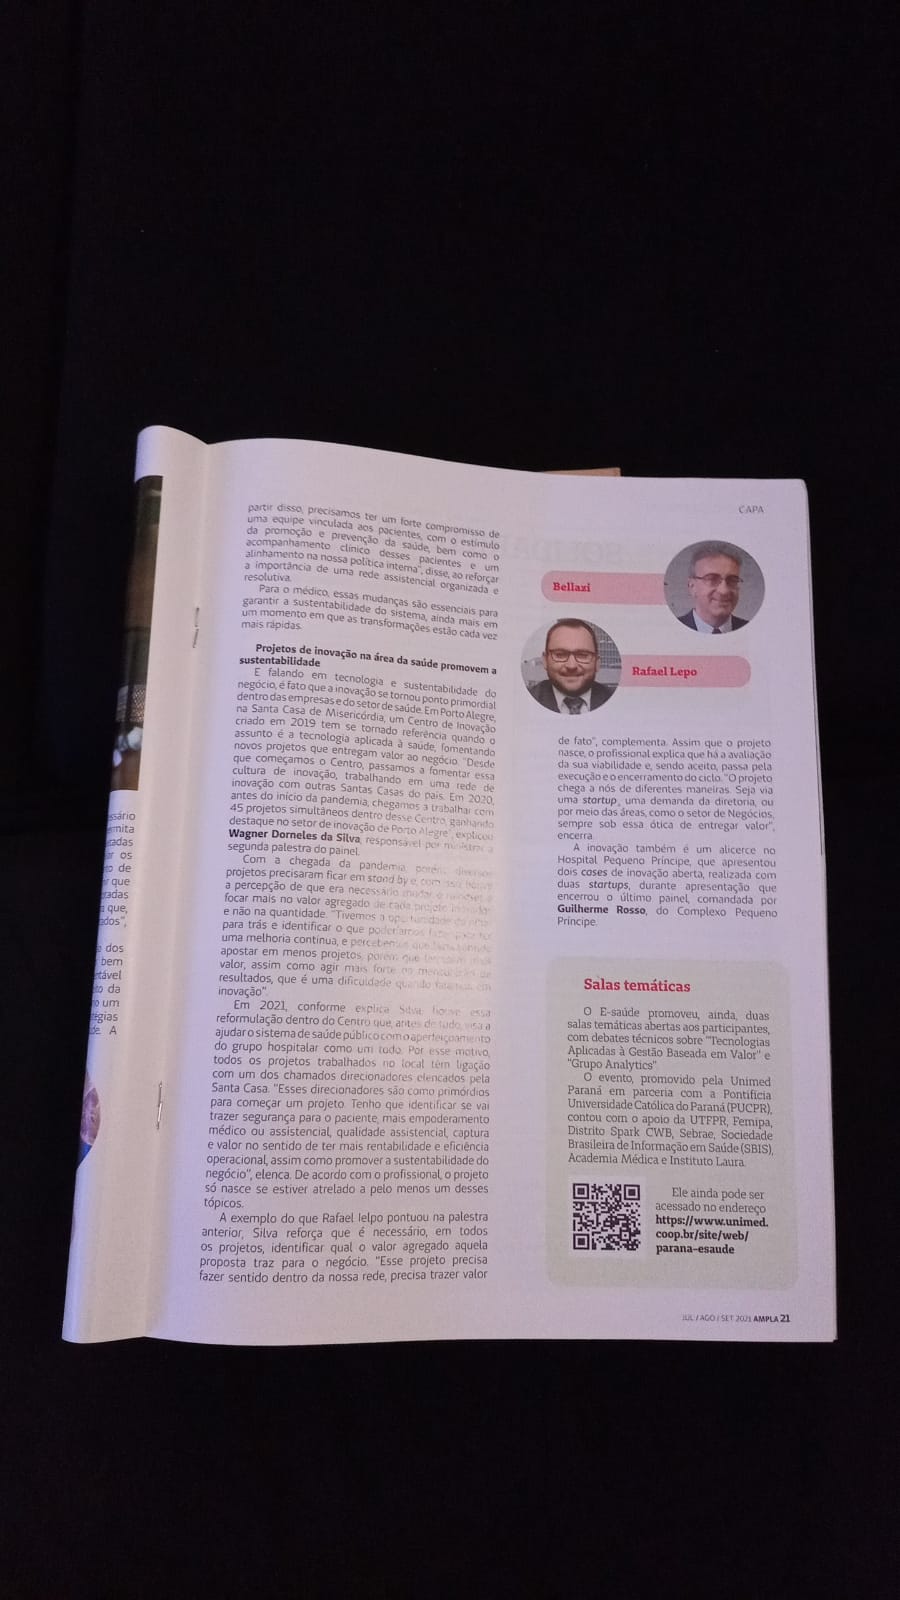 ssário
rmita
tadas
ar os
to de
r que
tadas
a que,
ados",
a dos
bem
ntável
ão da
to um
tégias
de. A
partir disso, precisamos ter um forte compromisso de
uma equipe vinculada aos pacientes, com o estímulo
da promoção e prevenção da saúde, bem como o
acompanhamento clínico desses pacientes e um
alinhamento na nossa política interna", disse, ao reforçar
a importância de uma rede assistencial organizada e
resolutiva.
Para o médico, essas mudanças são essenciais para
garantir a sustentabilidade do sistema, ainda mais em
um momento em que as transformações estão cada vez
mais rápidas.
Projetos de inovação na área da saúde promovem a
sustentabilidade
E falando em tecnologia e sustentabilidade do
negócio, é fato que a inovação se tornou ponto primordial
dentro das empresas e do setor de saúde. Em Porto Alegre,
na Santa Casa de Misericórdia, um Centro de Inovação
criado em 2019 tem se tornado referência quando o
assunto é a tecnologia aplicada à saúde, fomentando
novos projetos que entregam valor ao negócio. "Desde
que começamos o Centro, passamos a fomentar essa
cultura de inovação, trabalhando em uma rede de
inovação com outras Santas Casas do país. Em 2020,
antes do início da pandemia, chegamos a trabalhar com
45 projetos simultâneos dentro desse Centro, ganhando
destaque no setor de inovação de Porto Alegre", explicou
Wagner Dorneles da Silva, responsável por ministrar a
segunda palestra do painel.
Com a chegada da pandemia, porém, diversos
projetos precisaram ficar em stand by e, com isso, houve
a percepção de que era necessário mudar o mindset e
focar mais no valor agregado de cada projeto
e não na quantidade. "Tivemos a oportunidade de olhar
para trás e identificar o que poderíamos fazer para ter
uma melhoria contínua, e percebemos que
apostar em menos projetos, porém que
valor, assim como agir mais forte na mensuração de
resultados, que é uma dificuldade quando falamos em
inovação".
Em 2021, conforme explica Silva, houve essa
reformulação dentro do Centro que, antes de tudo, visa a
ajudar o sistema de saúde público com o aperfeiçoamento
do grupo hospitalar como um todo. Por esse motivo,
todos os projetos trabalhados no local têm ligação
com um dos chamados direcionadores elencados pela
Santa Casa. "Esses direcionadores são como primórdios
para começar um projeto. Tenho que identificar se vai
trazer segurança para o paciente, mais empoderamento
médico ou assistencial, qualidade assistencial, captura
e valor no sentido de ter mais rentabilidade e eficiência
operacional, assim como promover a sustentabilidade do
negócio", elenca. De acordo com o profissional, o projeto
só nasce se estiver atrelado a pelo menos um desses
tópicos.
A exemplo do que Rafael Ielpo pontuou na palestra
anterior, Silva reforça que é necessário, em todos
os projetos, identificar qual o valor agregado aquela
proposta traz para o negócio. "Esse projeto precisa
fazer sentido dentro da nossa rede, precisa trazer valor
CAPA
Bellazi
Rafael Lepo
de fato", complementa. Assim que o projeto
nasce, o profissional explica que há a avaliação
da sua viabilidade e, sendo aceito, passa pela
execução e o encerramento do ciclo. "O projeto
chega a nós de diferentes maneiras. Seja via
uma startup, uma demanda da diretoria, ou
por meio das áreas, como o setor de Negócios,
sempre sob essa ótica de entregar valor",
encerra.
A inovação também é um alicerce no
Hospital Pequeno Príncipe, que apresentou
dois cases de inovação aberta, realizada com
duas startups, durante apresentação que
encerrou o último painel, comandada por
Guilherme Rosso, do Complexo Pequeno
Príncipe.
Salas temáticas
O E-saúde promoveu, ainda, duas
salas temáticas abertas aos participantes,
com debates técnicos sobre "Tecnologias
Aplicadas à Gestão Baseada em Valor" e
"Grupo Analytics".
O evento, promovido pela Unimed
Paraná em parceria com a Pontifícia
Universidade Católica do Paraná (PUCPR),
contou com o apoio da UTFPR, Femipa,
Distrito Spark CWB, Sebrae, Sociedade
Brasileira de Informação em Saúde (SBIS),
Academia Médica e Instituto Laura.
Ele ainda pode ser
acessado no endereço
https://www.unimed.
coop.br/site/web/
parana-esaude
JUL / AGO / SET 2021 AMPLA 21